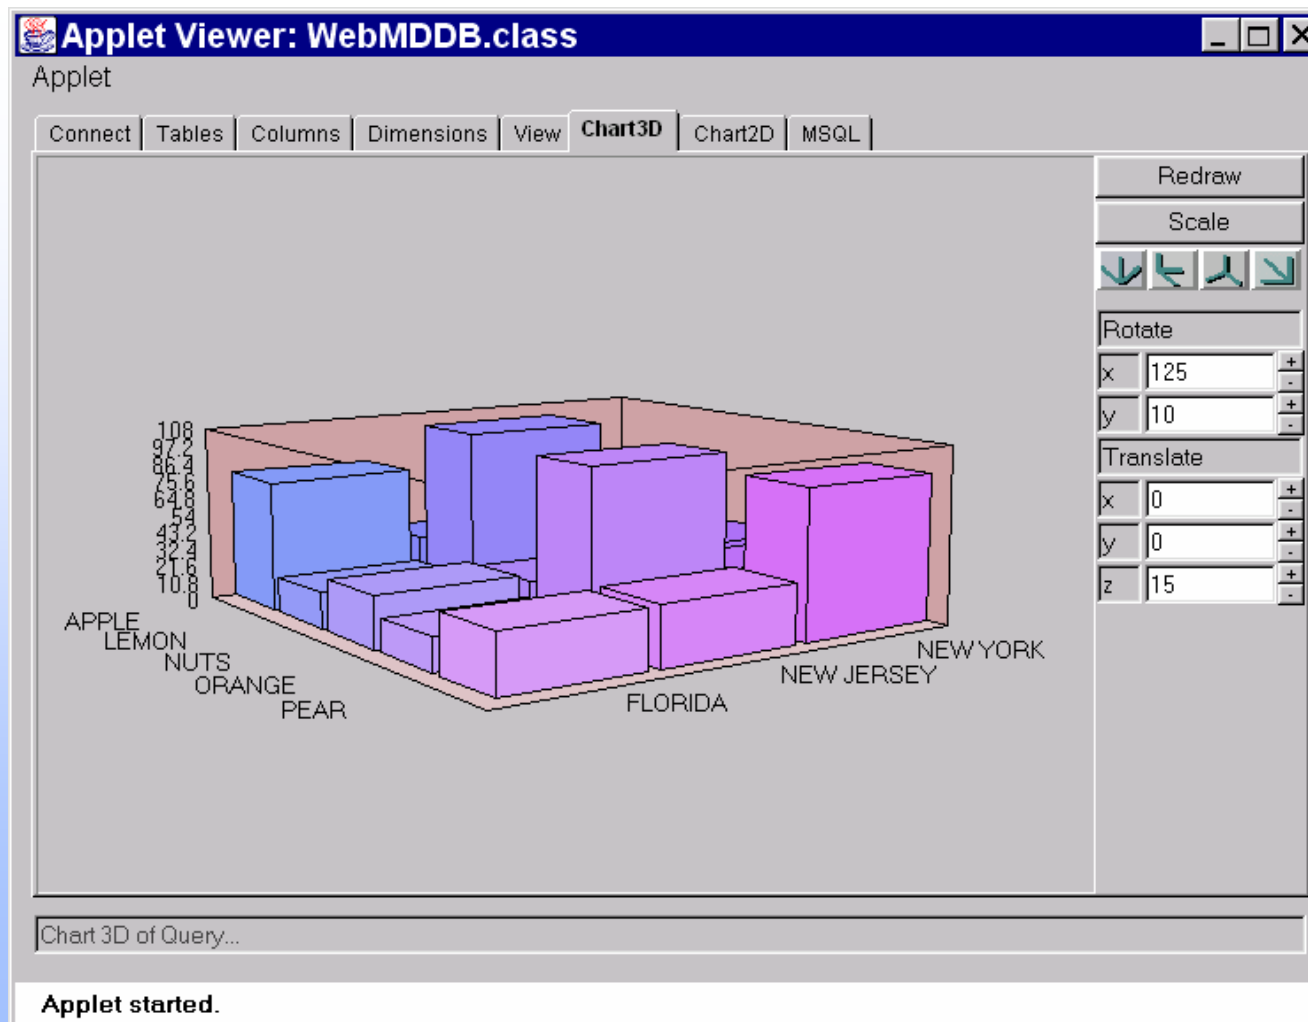 Applet Viewer: WebMDDB.class
Applet
Connect Tables Columns Dimensions View Chart3D Chart2D MSQL
Redraw
Scale
Rotate
x 125 + -
y 10 + -
Translate
x 0 + -
y 0 + -
z 15 + -
108
97.2
86.4
75.6
64.8
54
43.2
32.4
21.6
10.8
0
APPLE
LEMON
NUTS
ORANGE
PEAR
FLORIDA
NEW JERSEY
NEW YORK
Chart 3D of Query...
Applet started.